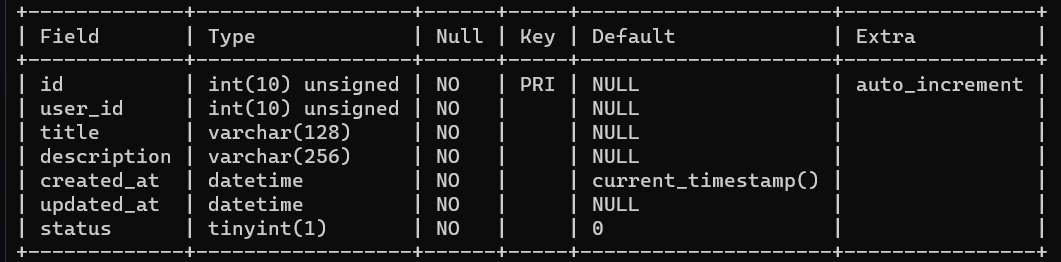 +-------------+------------------+------+-----+---------------------+----------------+
| Field       | Type             | Null | Key | Default             | Extra          |
+-------------+------------------+------+-----+---------------------+----------------+
| id          | int(10) unsigned | NO   | PRI | NULL                | auto_increment |
| user_id     | int(10) unsigned | NO   |     | NULL                |                |
| title       | varchar(128)     | NO   |     | NULL                |                |
| description | varchar(256)     | NO   |     | NULL                |                |
| created_at  | datetime         | NO   |     | current_timestamp() |                |
| updated_at  | datetime         | NO   |     | NULL                |                |
| status      | tinyint(1)       | NO   |     | 0                   |                |
+-------------+------------------+------+-----+---------------------+----------------+